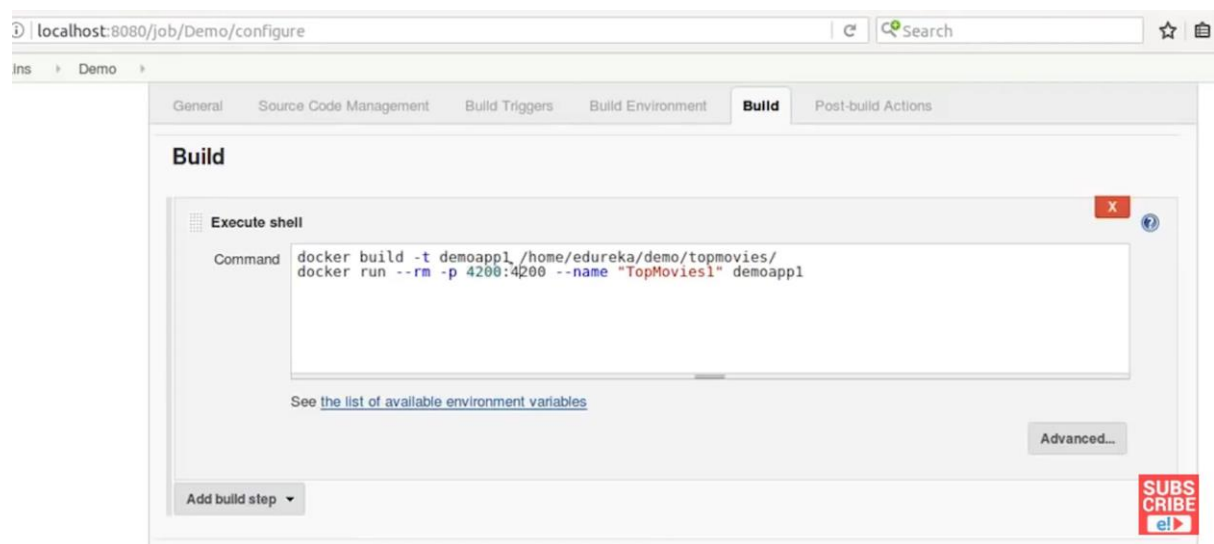 localhost:8080/job/Demo/configure
Search
ins Demo
General Source Code Management Build Triggers Build Environment Build Post-build Actions
Build
Execute shell
X
Command
docker build -t demoapp1 /home/edureka/demo/topmovies/
docker run --rm -p 4200:4200 --name "TopMovies1" demoapp1
See the list of available environment variables
Advanced...
Add build step
SUBS
CRIBE
e!